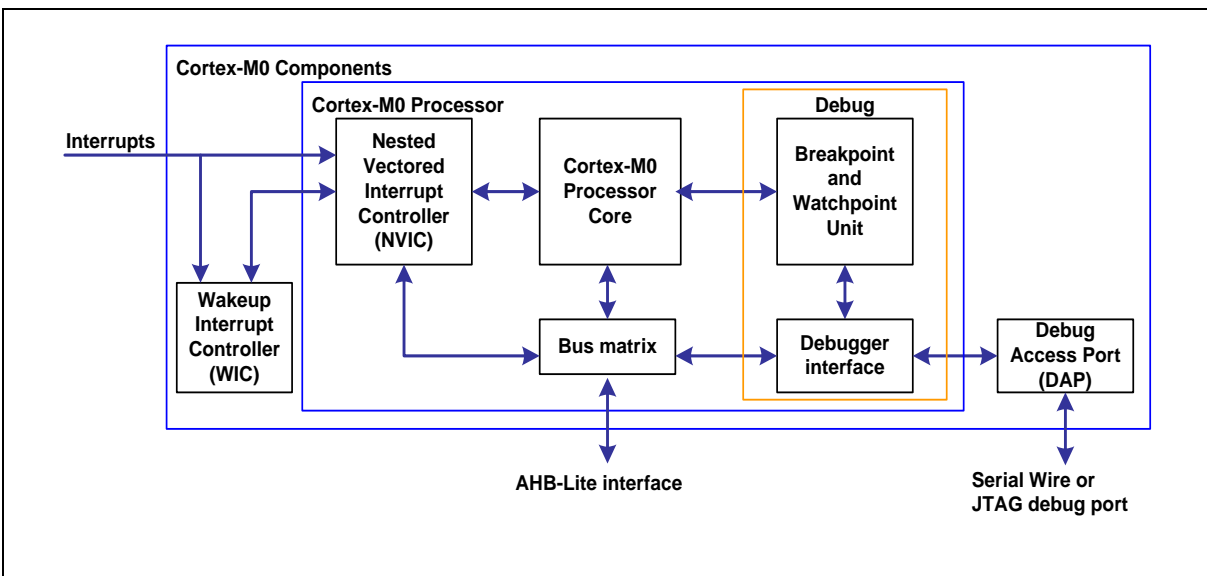 Cortex-M0 Components
Cortex-M0 Processor
Debug
Interrupts
Nested
Vectored
Interrupt
Controller
(NVIC)
Cortex-M0
Processor
Core
Breakpoint
and
Watchpoint
Unit
Wakeup
Interrupt
Controller
(WIC)
Bus matrix
Debugger
interface
Debug
Access Port
(DAP)
AHB-Lite interface
Serial Wire or
JTAG debug port